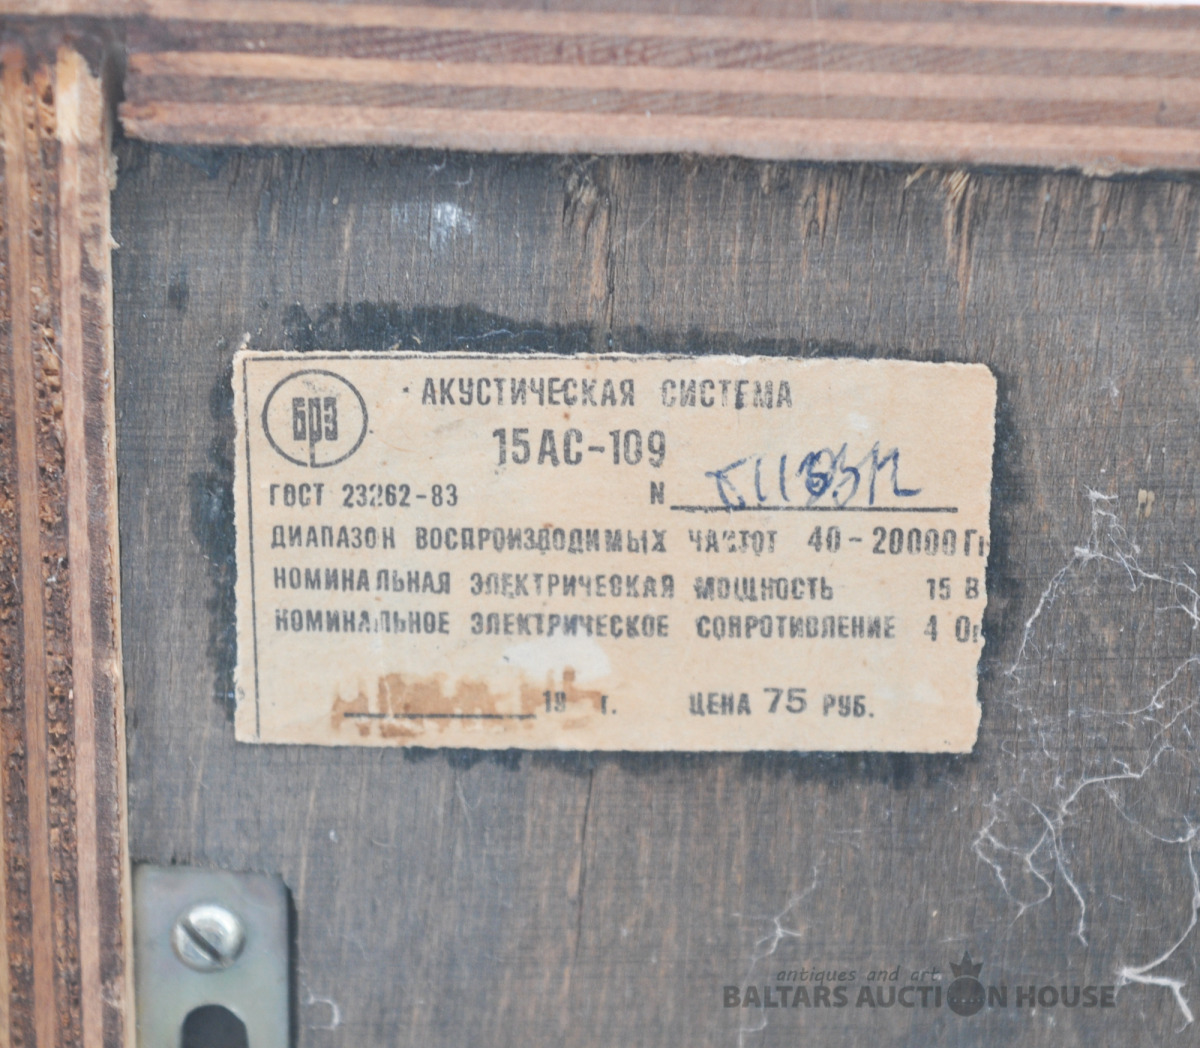 БРЗ
АКУСТИЧЕСКАЯ СИСТЕМА
15АС-109
ГОСТ 23262-83 N
ДИАПАЗОН ВОСПРОИЗВОДИМЫХ ЧАСТОТ 40-20000 Г
НОМИНАЛЬНАЯ ЭЛЕКТРИЧЕСКАЯ МОЩНОСТЬ 15 В
НОМИНАЛЬНОЕ ЭЛЕКТРИЧЕСКОЕ СОПРОТИВЛЕНИЕ 4 О
19 г. ЦЕНА 75 РУБ.
antiques and art
BALTARS AUCTION HOUSE